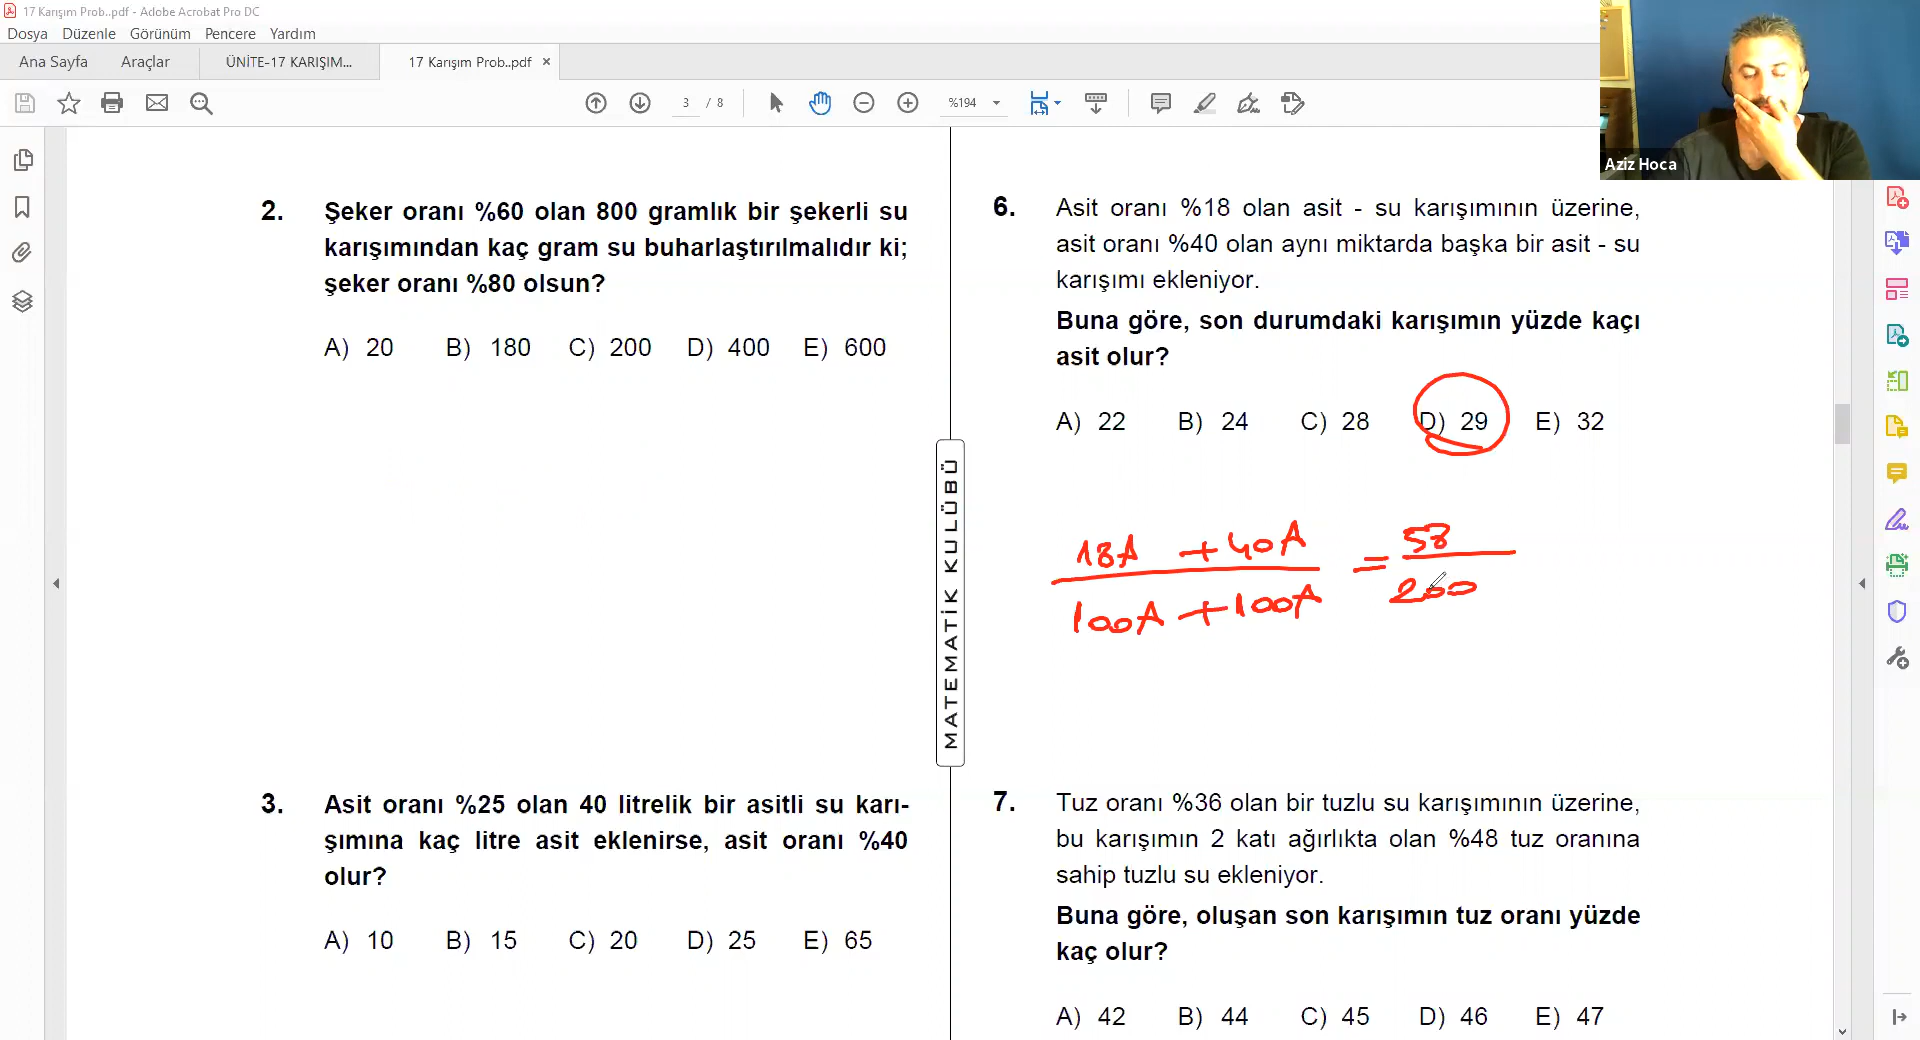 17 Karışım Prob..pdf - Adobe Acrobat Pro DC
Dosya Düzenle Görünüm Pencere Yardım
Ana Sayfa Araçlar ÜNİTE-17 KARIŞIM... 17 Karışım Prob..pdf ×
3 / 8 %194
Aziz Hoca
2. Şeker oranı %60 olan 800 gramlık bir şekerli su
karışımından kaç gram su buharlaştırılmalıdır ki;
şeker oranı %80 olsun?
A) 20 B) 180 C) 200 D) 400 E) 600
3. Asit oranı %25 olan 40 litrelik bir asitli su karı-
şımına kaç litre asit eklenirse, asit oranı %40
olur?
A) 10 B) 15 C) 20 D) 25 E) 65
MATEMATİK KULÜBÜ
6. Asit oranı %18 olan asit - su karışımının üzerine,
asit oranı %40 olan aynı miktarda başka bir asit - su
karışımı ekleniyor.
Buna göre, son durumdaki karışımın yüzde kaçı
asit olur?
A) 22 B) 24 C) 28 D) 29 E) 32
18A + 40A = 58
100A + 100A 200
7. Tuz oranı %36 olan bir tuzlu su karışımının üzerine,
bu karışımın 2 katı ağırlıkta olan %48 tuz oranına
sahip tuzlu su ekleniyor.
Buna göre, oluşan son karışımın tuz oranı yüzde
kaç olur?
A) 42 B) 44 C) 45 D) 46 E) 47